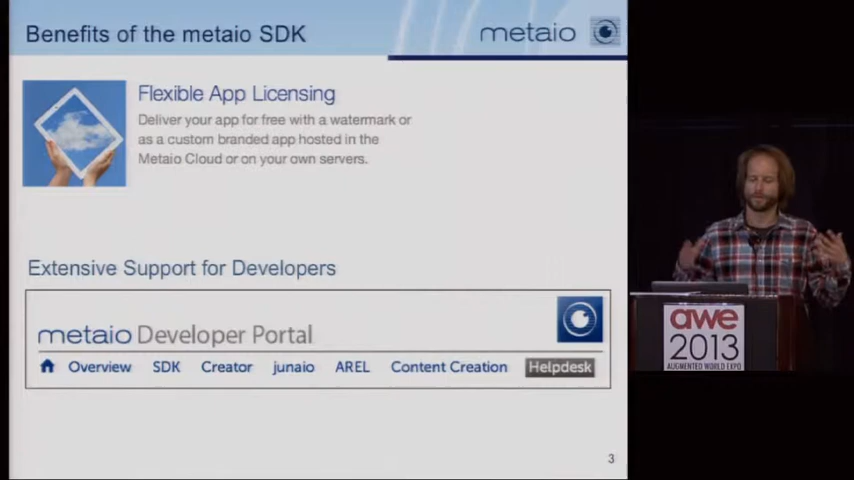 Benefits of the metaio SDK
metaio
Flexible App Licensing
Deliver your app for free with a watermark or
as a custom branded app hosted in the
Metaio Cloud or on your own servers.
Extensive Support for Developers
metaio Developer Portal
Overview SDK Creator junaio AREL Content Creation Helpdesk
3
awe
2013
AUGMENTED WORLD EXPO